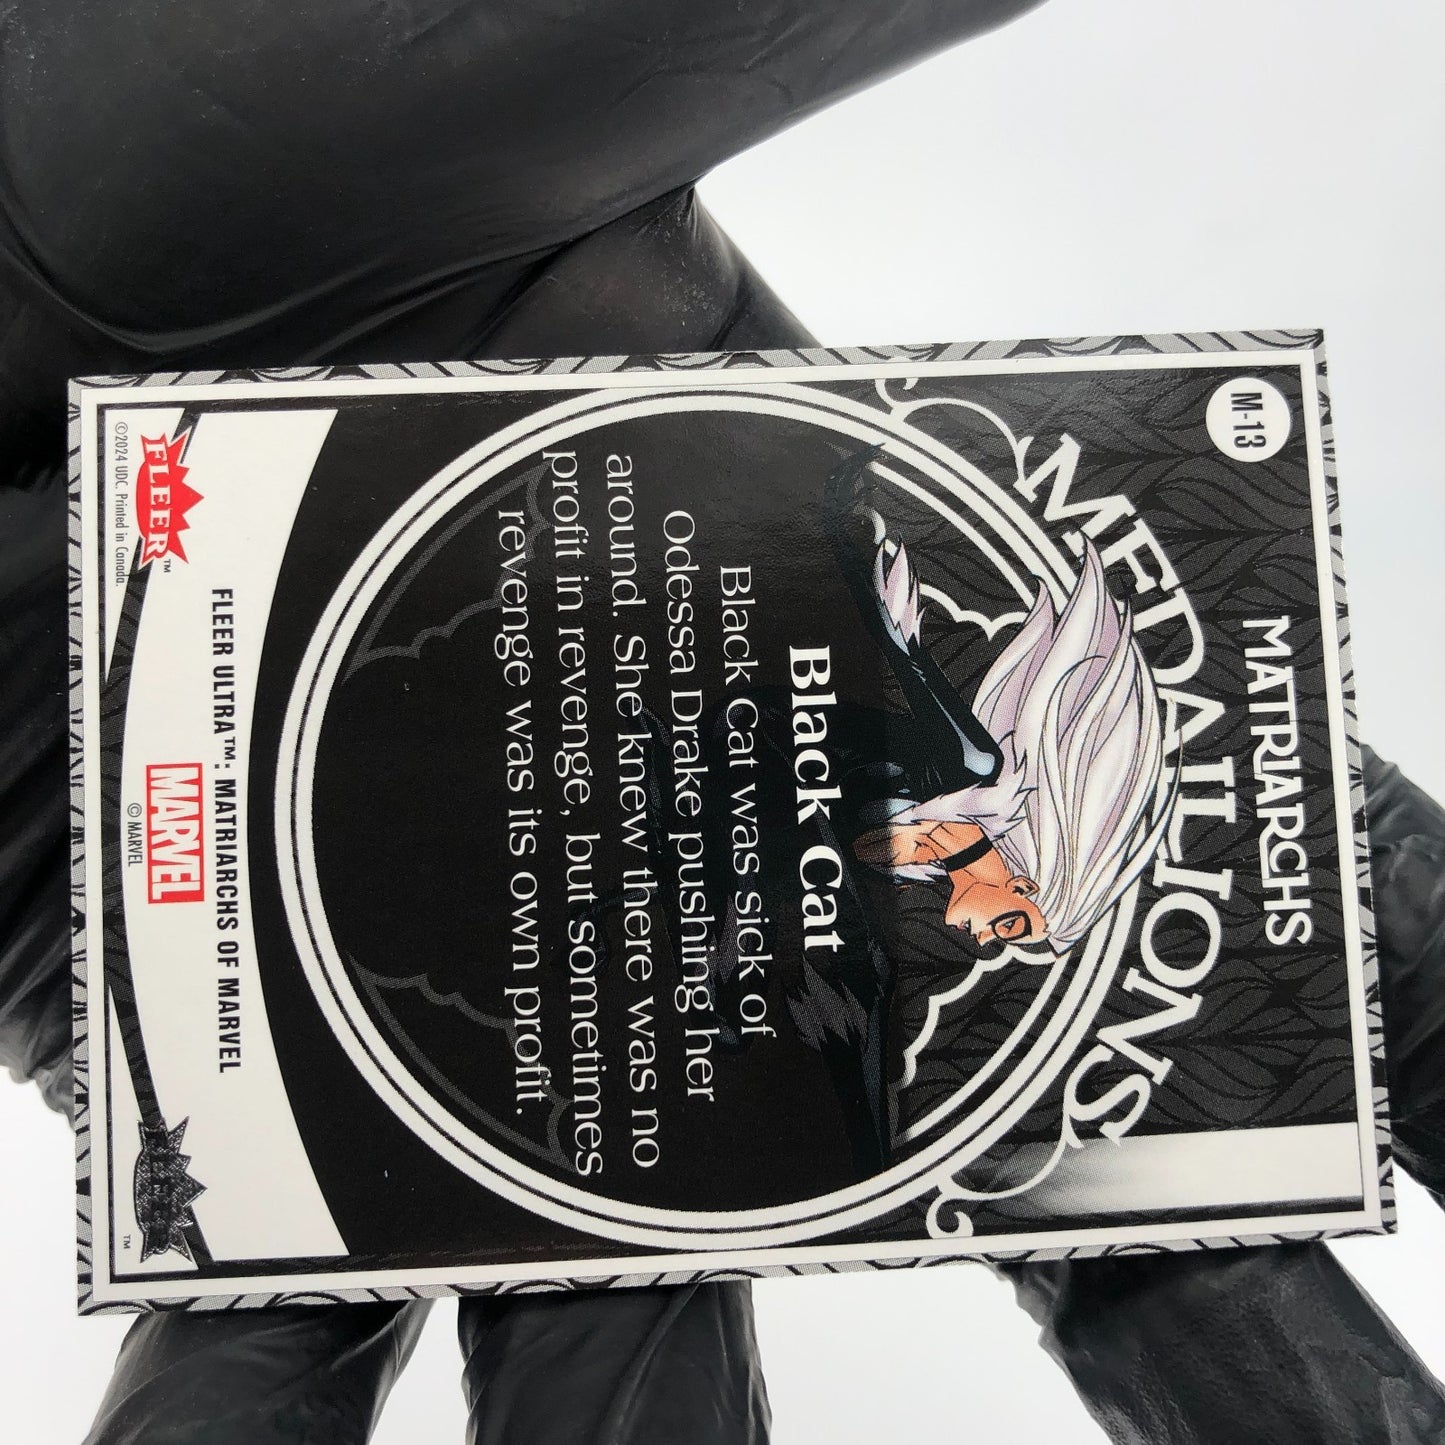 M-13
MATRIARCHS
MEDALLIONS
Black Cat
Black Cat was sick of
Odessa Drake pushing her
around. She knew there was no
profit in revenge, but sometimes
revenge was its own profit.
FLEER ULTRA™: MATRIARCHS OF MARVEL
FLEER™
MARVEL
FLEER™
©2024 UDC. Printed in Canada.
© MARVEL